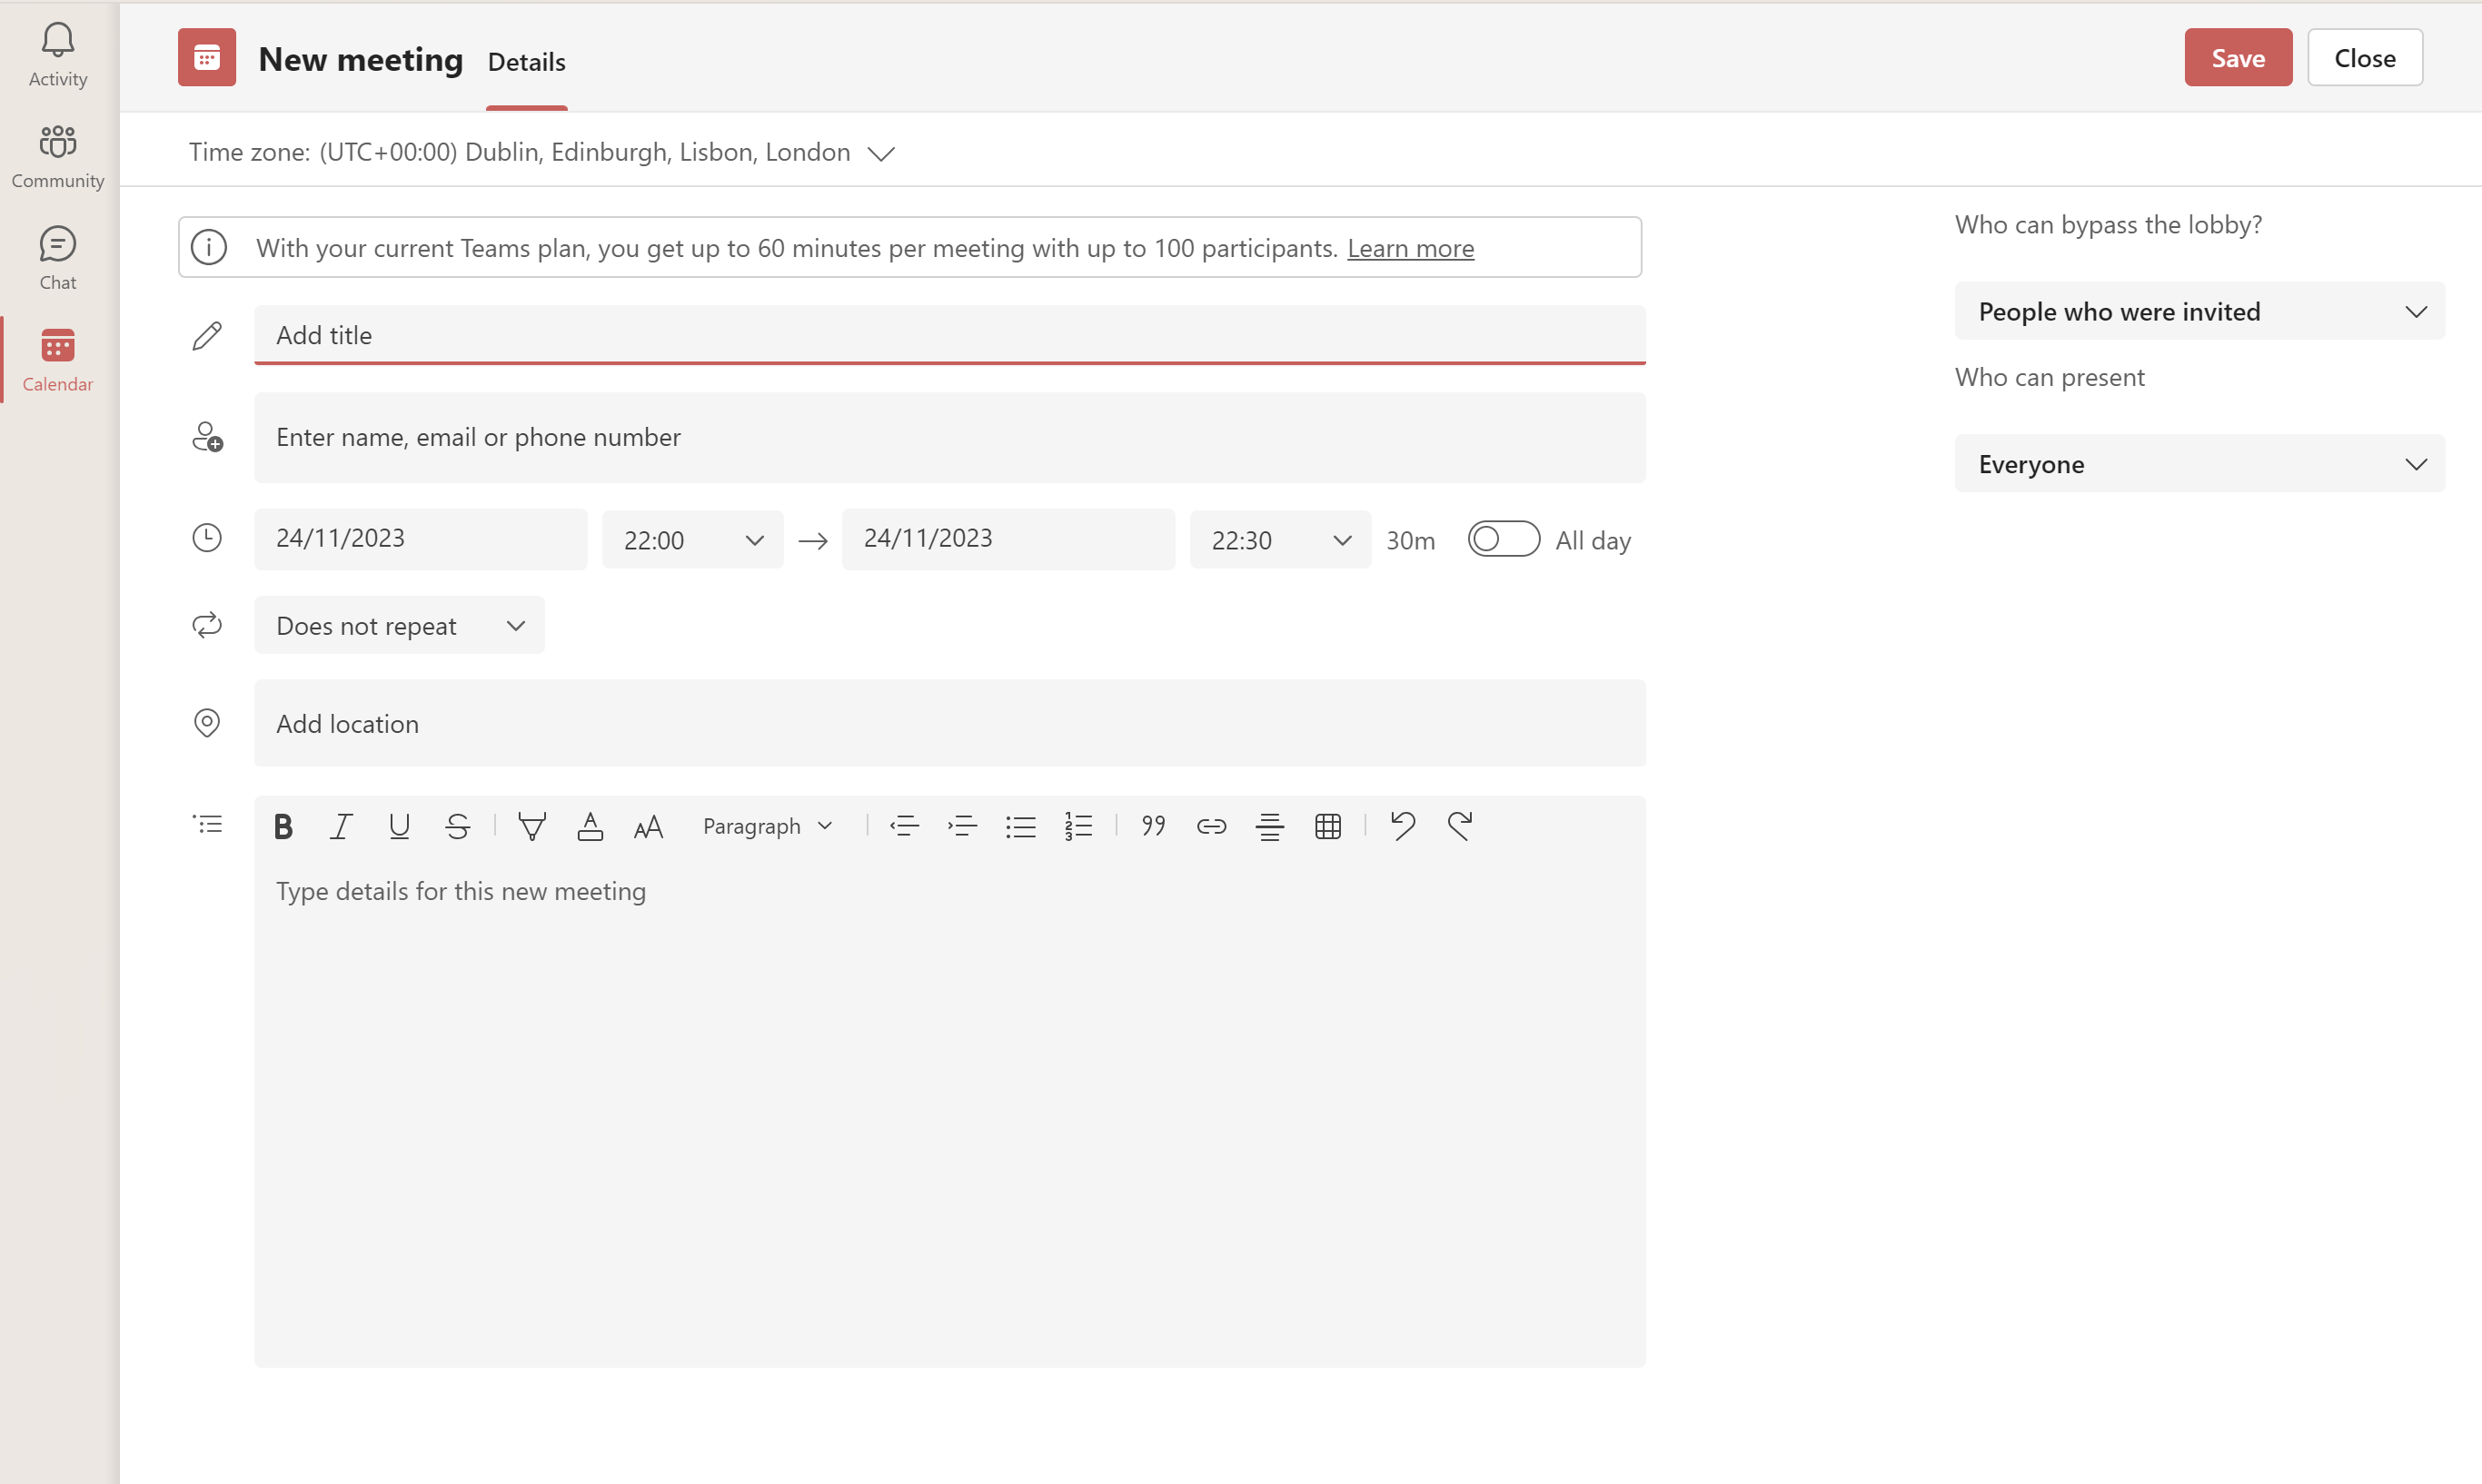 Activity
Community
Chat
Calendar
New meeting Details
Save Close
Time zone: (UTC+00:00) Dublin, Edinburgh, Lisbon, London
With your current Teams plan, you get up to 60 minutes per meeting with up to 100 participants. Learn more
Add title
Enter name, email or phone number
24/11/2023 22:00 24/11/2023 22:30 30m All day
Does not repeat
Add location
B I U S A AA Paragraph 1 2 3
Type details for this new meeting
Who can bypass the lobby?
People who were invited
Who can present
Everyone